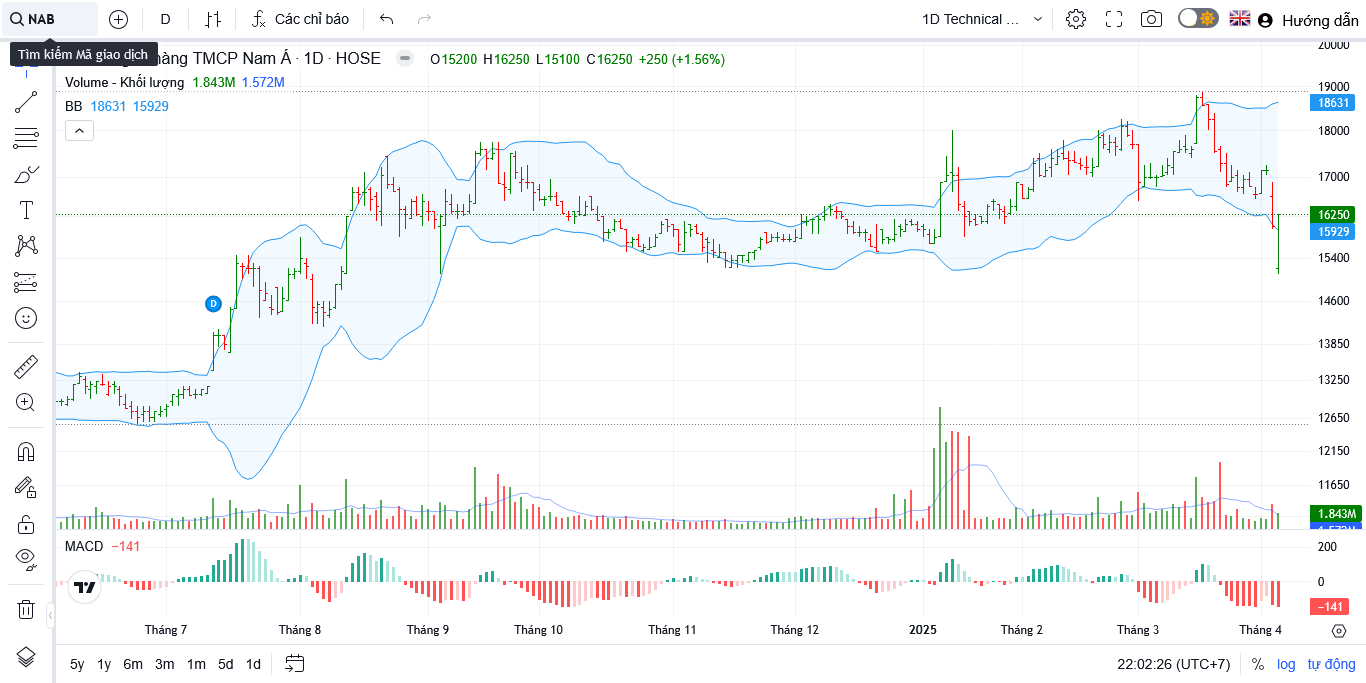 NAB
D
Các chỉ báo
1D Technical ...
Hướng dẫn
Tìm kiếm Mã giao dịch
hàng TMCP Nam Á · 1D · HOSE
O15200 H16250 L15100 C16250 +250 (+1.56%)
Volume - Khối lượng 1.843M 1.572M
BB 18631 15929
20000
19000
18631
18000
17000
16250
15929
15400
14600
13850
13250
12650
12150
11650
1.843M
D
MACD −141
200
0
−141
Tháng 7 Tháng 8 Tháng 9 Tháng 10 Tháng 11 Tháng 12 2025 Tháng 2 Tháng 3 Tháng 4
5y 1y 6m 3m 1m 5d 1d
22:02:26 (UTC+7) % log tự động